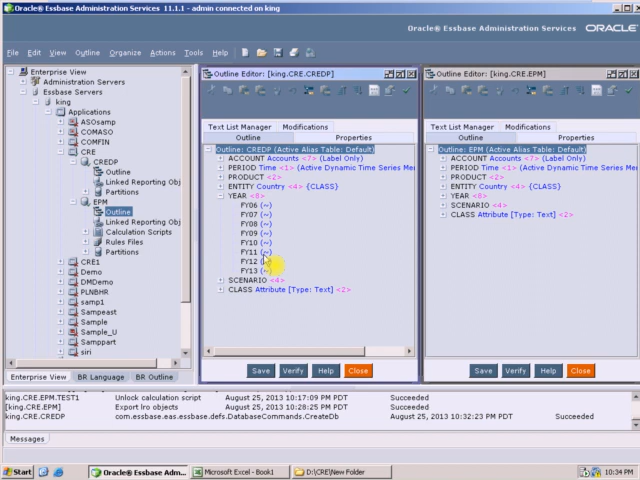 Oracle® Essbase Administration Services 11.1.1 - admin connected on king
Oracle® Essbase Administration Services ORACLE
File Edit View Outline Organize Actions Tools Help
Enterprise View
Administration Servers
Essbase Servers
king
Applications
ASOsamp
COMASO
COMFIN
CRE
CREDP
Outline
Linked Reporting Obj
Partitions
EPM
Outline
Linked Reporting Obj
Calculation Scripts
Rules Files
Partitions
CRE1
Demo
DMDemo
PLNBHR
samp1
Sampeast
Sample
Sample_U
Samppart
siri
Enterprise View BR Language BR Outline
Outline Editor: [king.CRE.CREDP]
Text List Manager Modifications
Outline Properties
Outline: CREDP (Active Alias Table: Default)
ACCOUNT Accounts <7> (Label Only)
PERIOD Time <1> (Active Dynamic Time Series Mem
PRODUCT <2>
ENTITY Country <4> {CLASS}
YEAR <8>
FY06 (~)
FY07 (~)
FY08 (~)
FY09 (~)
FY10 (~)
FY11 (~)
FY12 (~)
FY13 (~)
SCENARIO <4>
CLASS Attribute [Type: Text] <2>
Save Verify Help Close
Outline Editor: [king.CRE.EPM]
Text List Manager Modifications
Outline Properties
Outline: EPM (Active Alias Table: Default)
ACCOUNT Accounts <7> (Label Only)
PERIOD Time <1> (Active Dynamic Time Series Mem
PRODUCT <2>
ENTITY Country <4> {CLASS}
YEAR <8>
SCENARIO <4>
CLASS Attribute [Type: Text] <2>
Save Verify Help Close
king.CRE.EPM.TEST1 Unlock calculation script August 25, 2013 10:17:09 PM PDT Succeeded
[king.CRE.EPM] Export lro objects August 25, 2013 10:28:25 PM PDT Succeeded
king.CRE.CREDP com.essbase.eas.essbase.defs.DatabaseCommands.CreateDb August 25, 2013 10:32:23 PM PDT Succeeded
Messages
Start Oracle® Essbase Adm... Microsoft Excel - Book1 D:\CRE\New Folder 10:34 PM